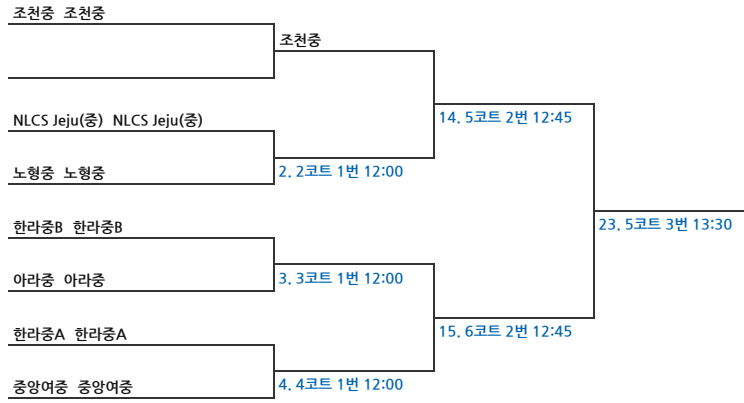 조천중 조천중
조천중
NLCS Jeju(중) NLCS Jeju(중)
14. 5코트 2번 12:45
노형중 노형중
2. 2코트 1번 12:00
한라중B 한라중B
23. 5코트 3번 13:30
아라중 아라중
3. 3코트 1번 12:00
한라중A 한라중A
15. 6코트 2번 12:45
중앙여중 중앙여중
4. 4코트 1번 12:00